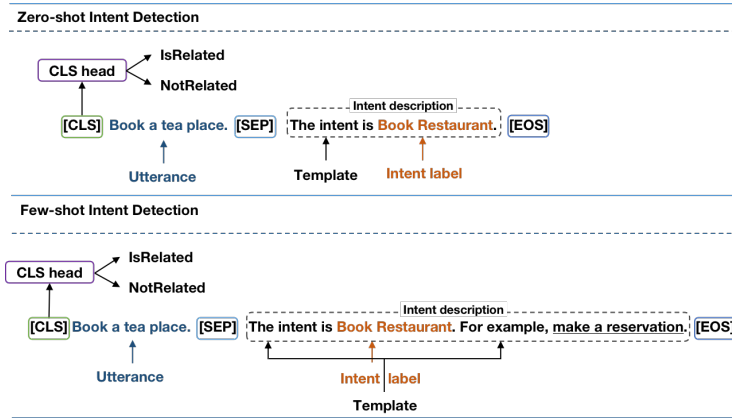 Zero-shot Intent Detection
IsRelated
CLS head
NotRelated
Intent description
[CLS] Book a tea place. [SEP] The intent is Book Restaurant. [EOS]
Utterance
Template
Intent label
Few-shot Intent Detection
IsRelated
CLS head
NotRelated
Intent description
[CLS] Book a tea place. [SEP] The intent is Book Restaurant. For example, make a reservation. [EOS]
Utterance
Intent label
Template